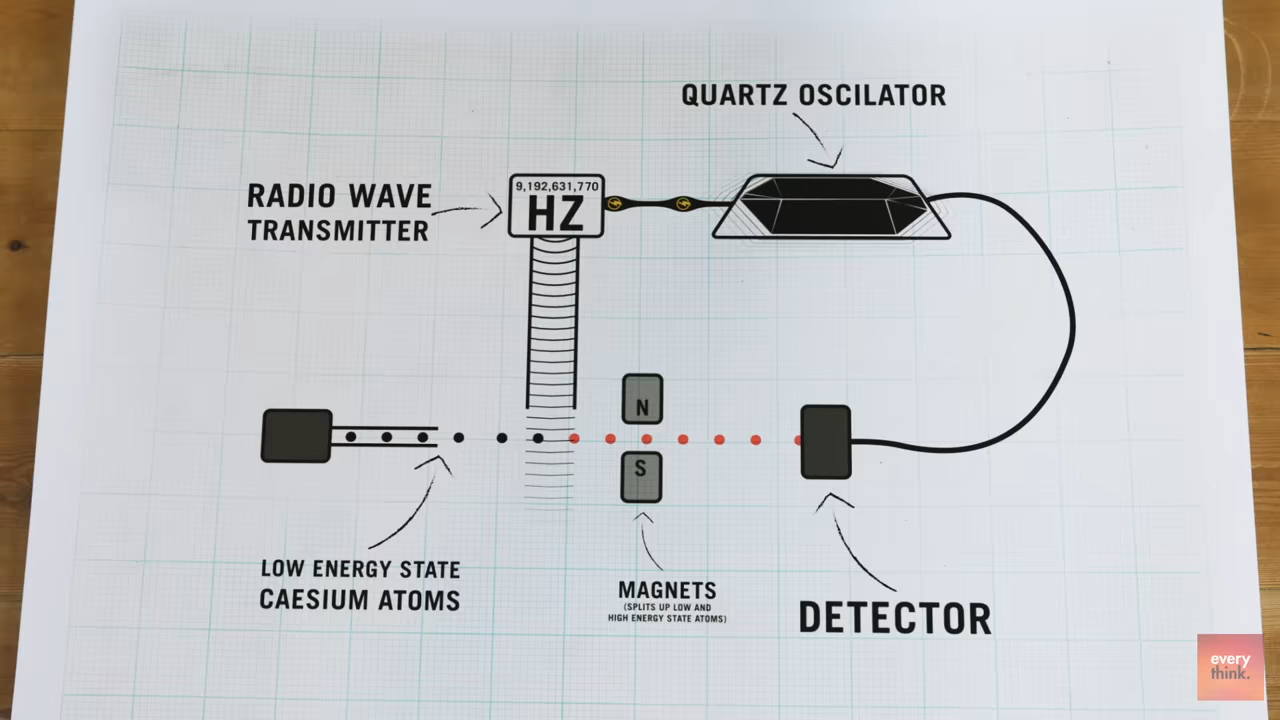 QUARTZ OSCILATOR
RADIO WAVE
TRANSMITTER
9,192,631,770
HZ
N
S
LOW ENERGY STATE
CAESIUM ATOMS
MAGNETS
(SPLITS UP LOW AND
HIGH ENERGY STATE ATOMS)
DETECTOR
every
think.